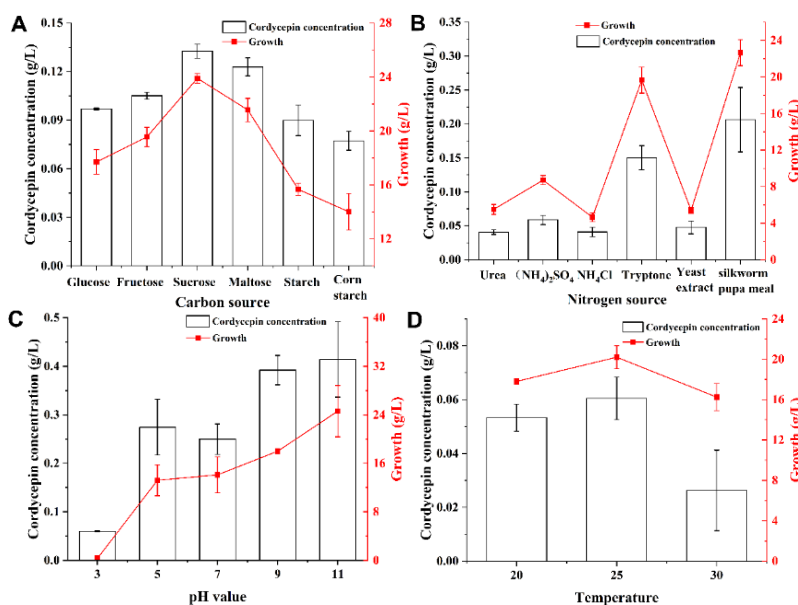 A
Cordycepin concentration
Growth
Cordycepin concentration (g/L)
0.15
0.12
0.09
0.06
0.03
0.00
28
24
20
16
12
Growth (g/L)
Glucose Fructose Sucrose Maltose Starch Corn
starch
Carbon source
B
Growth
Cordycepin concentration
Cordycepin concentration (g/L)
0.35
0.30
0.25
0.20
0.15
0.10
0.05
0.00
24
20
16
12
8
4
0
Growth (g/L)
Urea (NH4)2SO4 NH4Cl Tryptone Yeast silkworm
extract pupa meal
Nitrogen source
C
Cordycepin concentration
Growth
Cordycepin concentration (g/L)
0.5
0.4
0.3
0.2
0.1
0.0
40
32
24
16
8
0
Growth (g/L)
3 5 7 9 11
pH value
D
Cordycepin concentration
Growth
Cordycepin concentration (g/L)
0.08
0.06
0.04
0.02
0.00
24
20
16
12
8
4
0
Growth (g/L)
20 25 30
Temperature